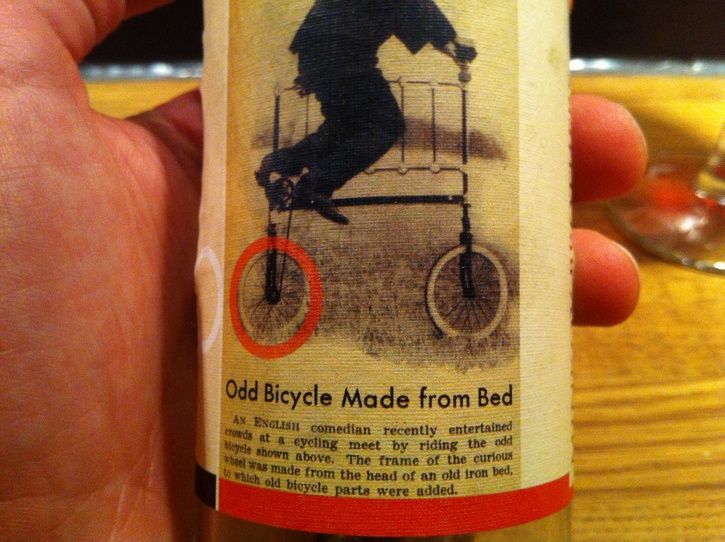 Odd Bicycle Made from Bed
AN ENGLISH comedian recently entertained
crowds at a cycling meet by riding the odd
bicycle shown above. The frame of the curious
wheel was made from the head of an old iron bed,
to which old bicycle parts were added.